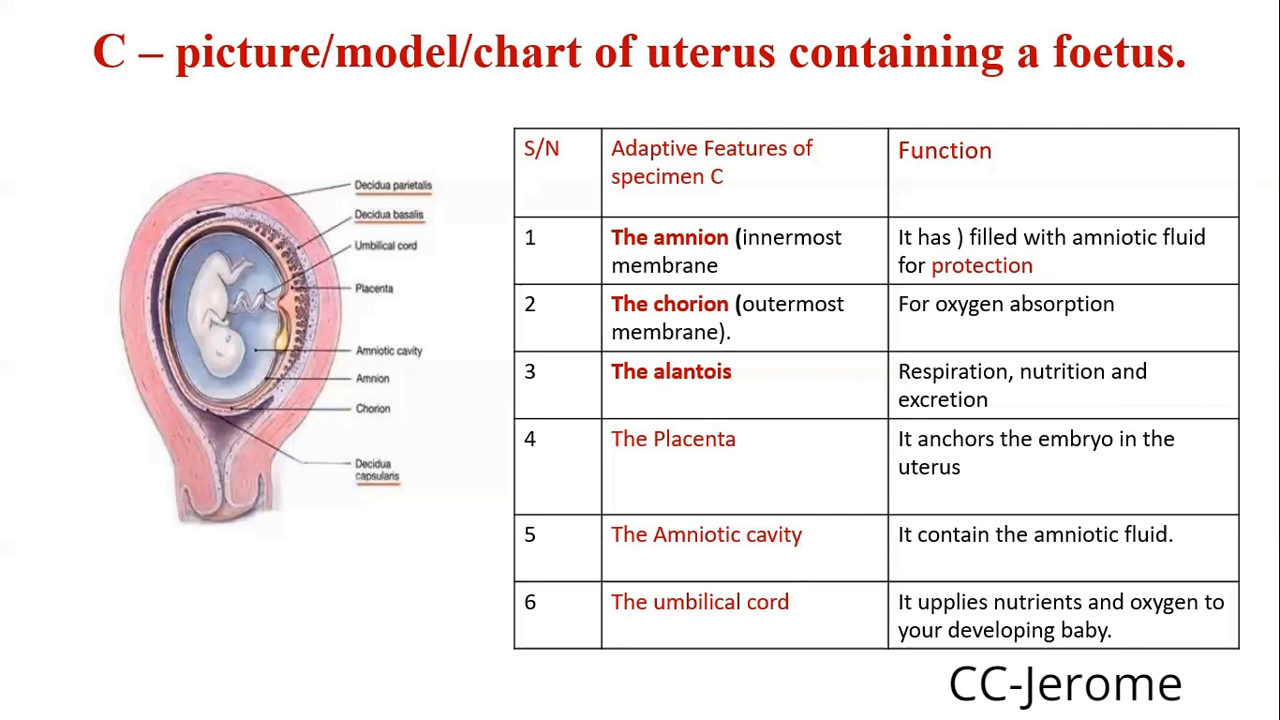 C – picture/model/chart of uterus containing a foetus.
Decidua parietalis
Decidua basalis
Umbilical cord
Placenta
Amniotic cavity
Amnion
Chorion
Decidua
capsularis
S/N
Adaptive Features of
specimen C
Function
1
The amnion (innermost
membrane
It has ) filled with amniotic fluid
for protection
2
The chorion (outermost
membrane).
For oxygen absorption
3
The alantois
Respiration, nutrition and
excretion
4
The Placenta
It anchors the embryo in the
uterus
5
The Amniotic cavity
It contain the amniotic fluid.
6
The umbilical cord
It upplies nutrients and oxygen to
your developing baby.
CC-Jerome